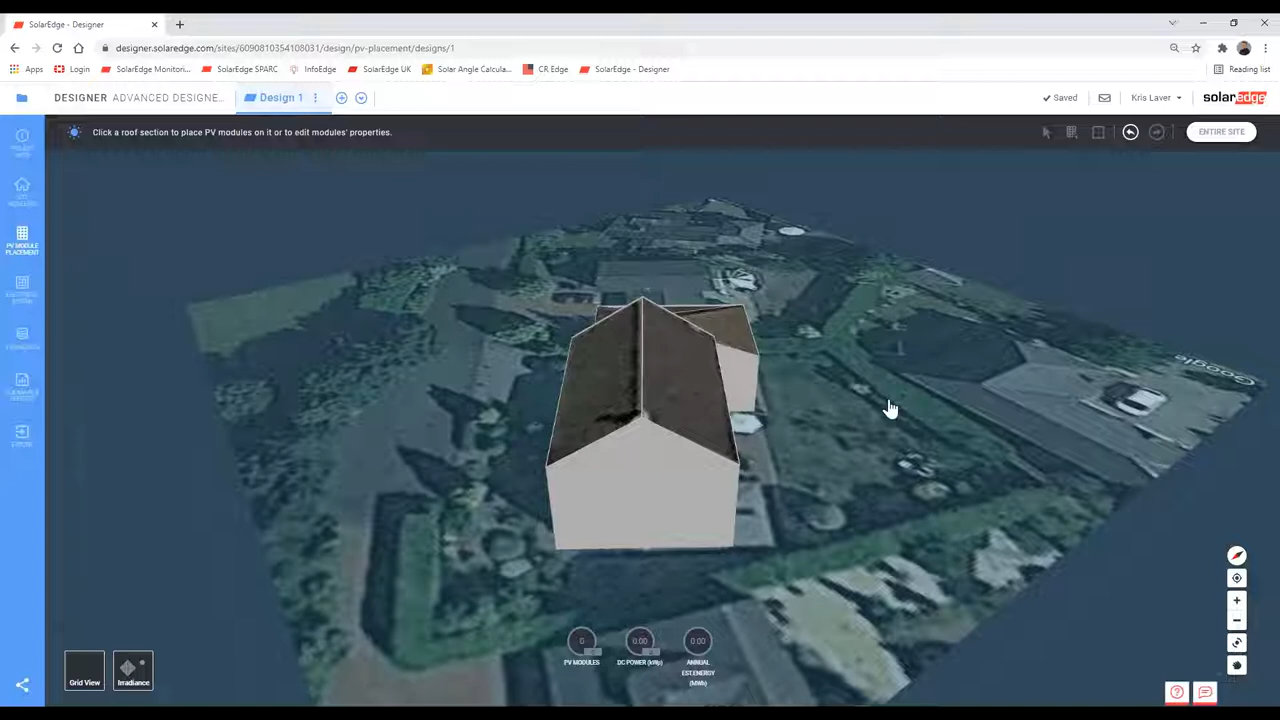 SolarEdge - Designer
designer.solaredge.com/sites/6090810354108031/design/pv-placement/designs/1
Apps Login SolarEdge Monitori... SolarEdge SPARC InfoEdge SolarEdge UK Solar Angle Calcula... CR.Edge SolarEdge - Designer Reading list
DESIGNER ADVANCED DESIGNE... Design 1 Saved Kris Laver solaredge
Click a roof section to place PV modules on it or to edit modules' properties. ENTIRE SITE
PV MODULE
PLACEMENT
Google
0 0.00 0.00
PV MODULES DC POWER (kWp) ANNUAL
EST.ENERGY
(MWh)
Grid View Irradiance